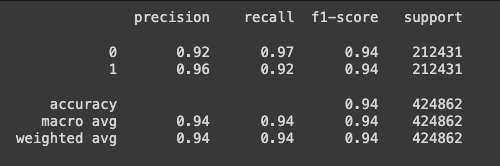 precision recall f1-score support
0 0.92 0.97 0.94 212431
1 0.96 0.92 0.94 212431
accuracy 0.94 424862
macro avg 0.94 0.94 0.94 424862
weighted avg 0.94 0.94 0.94 424862